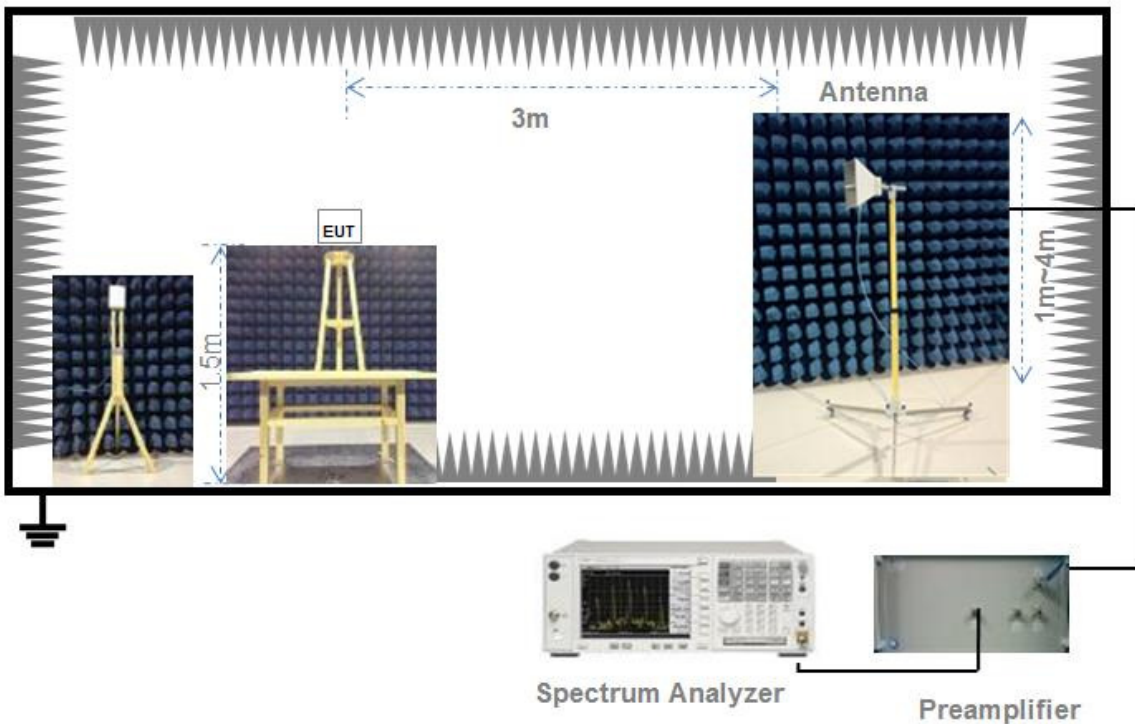 3m
Antenna
EUT
1.5m
1m~4m
Spectrum Analyzer
Preamplifier